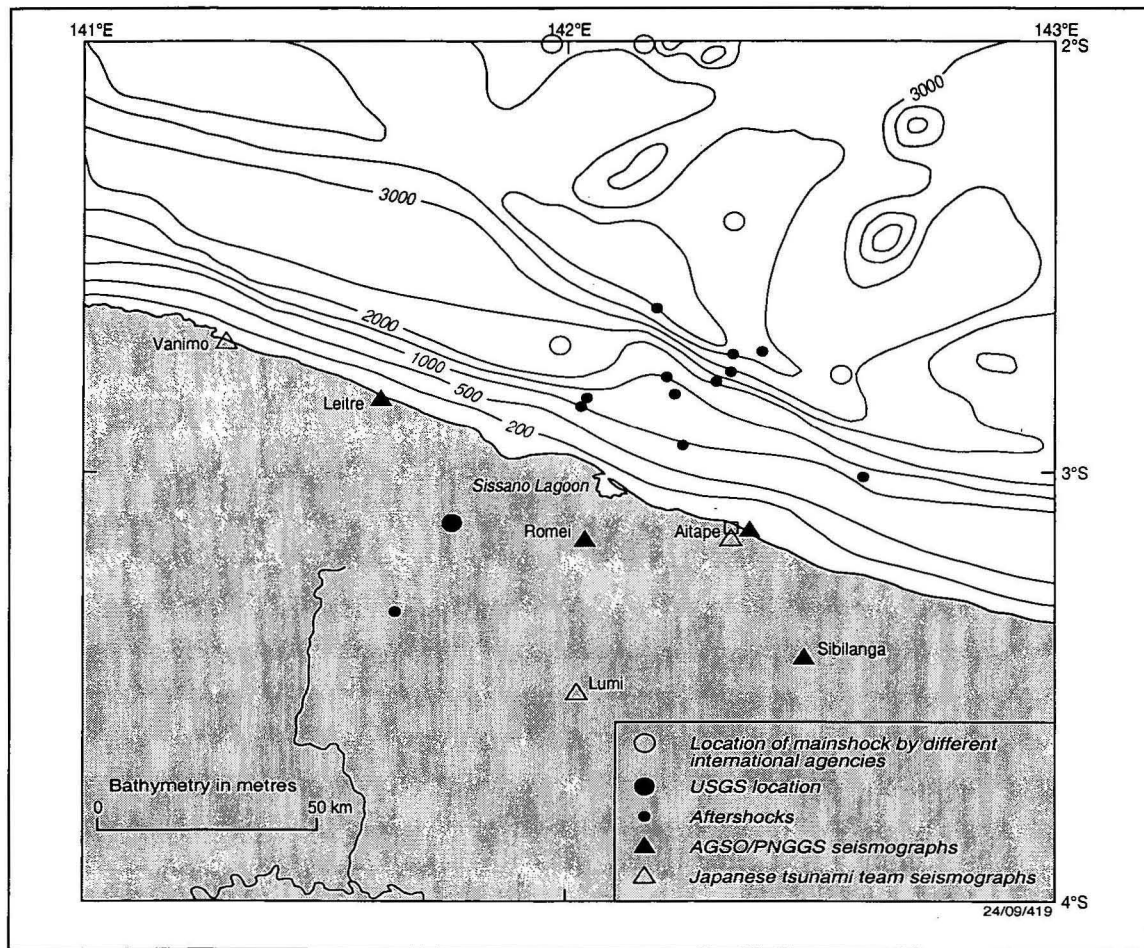 141°E
142°E
143°E
2°S
3000
3000
Vanimo
2000
1000
500
200
Leitre
3°S
Sissano Lagoon
Romei
Aitape
Sibilanga
Lumi
Location of mainshock by different
international agencies
USGS location
Aftershocks
AGSO/PNGGS seismographs
Japanese tsunami team seismographs
Bathymetry in metres
0
50 km
4°S
24/09/419